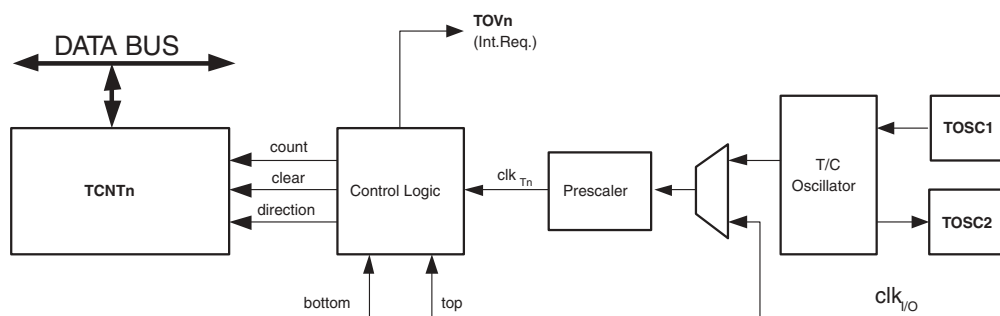 TOVn
(Int.Req.)
DATA BUS
TCNTn
count
clear
direction
Control Logic
clk Tn
Prescaler
T/C
Oscillator
TOSC1
TOSC2
bottom
top
clkI/O